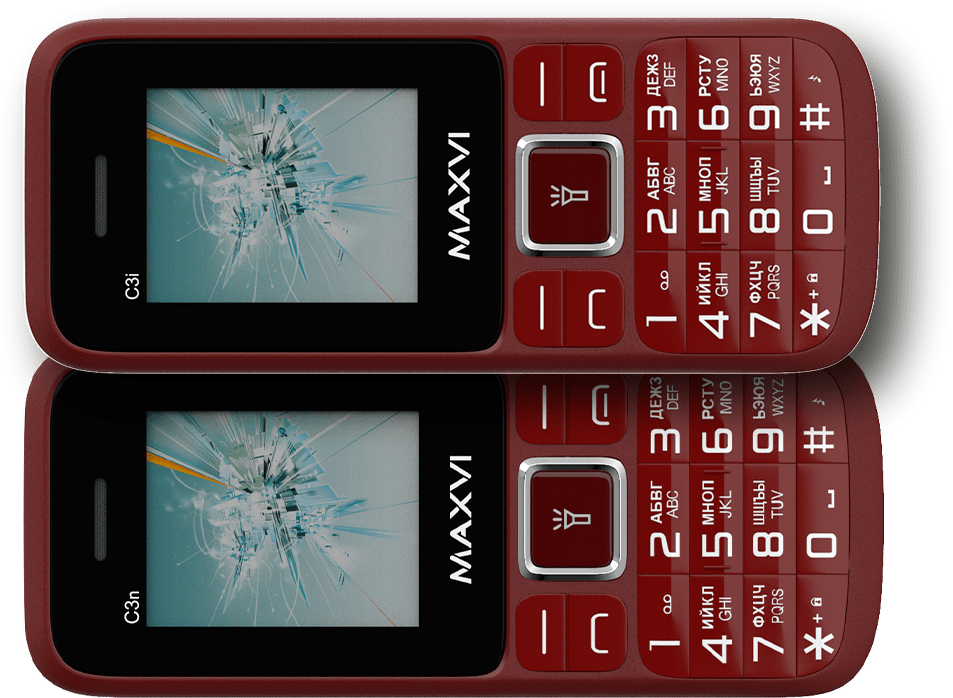 C3i
MAXVI
1
2 АБВГ
ABC
3 ДЕЖЗ
DEF
4 ИЙКЛ
GHI
5 МНОП
JKL
6 РСТУ
MNO
7 ФХЦЧ
PQRS
8 ШЩЪЫ
TUV
9 ЬЭЮЯ
WXYZ
*+
0
#
C3n
MAXVI
1
2 АБВГ
ABC
3 ДЕЖЗ
DEF
4 ИЙКЛ
GHI
5 МНОП
JKL
6 РСТУ
MNO
7 ФХЦЧ
PQRS
8 ШЩЪЫ
TUV
9 ЬЭЮЯ
WXYZ
*+
0
#